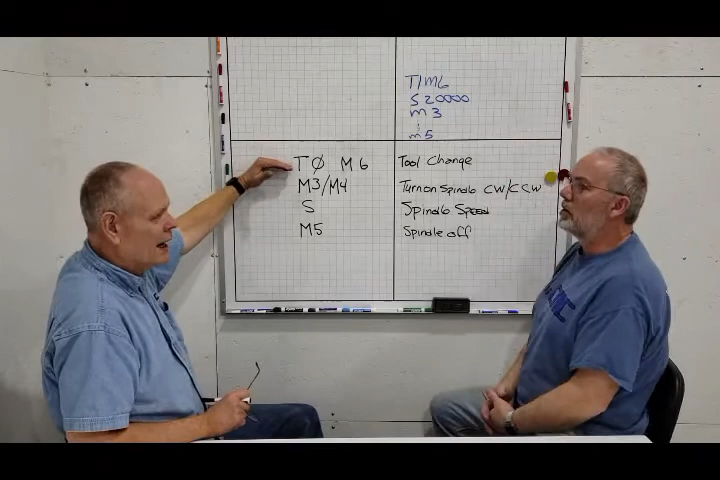 T1M6
S20000
m3
m5
TØ M6 Tool Change
M3/M4 Turn on Spindle CW/CCW
S Spindle Speed
M5 Spindle off